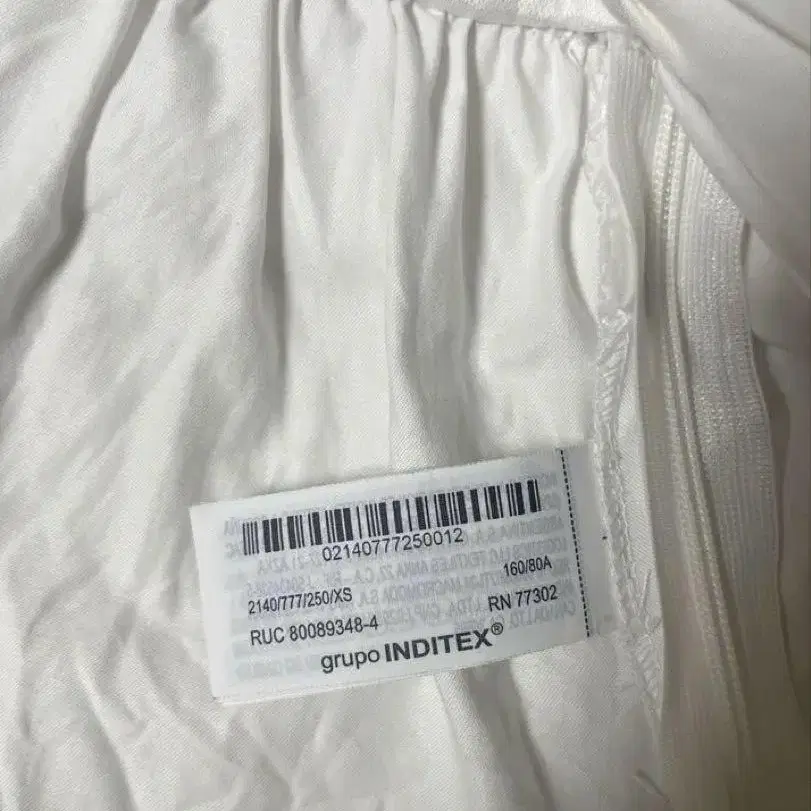 02140777250012
160/80A
2140/777/250/XS
RN 77302
RUC 80089348-4
grupo INDITEX®